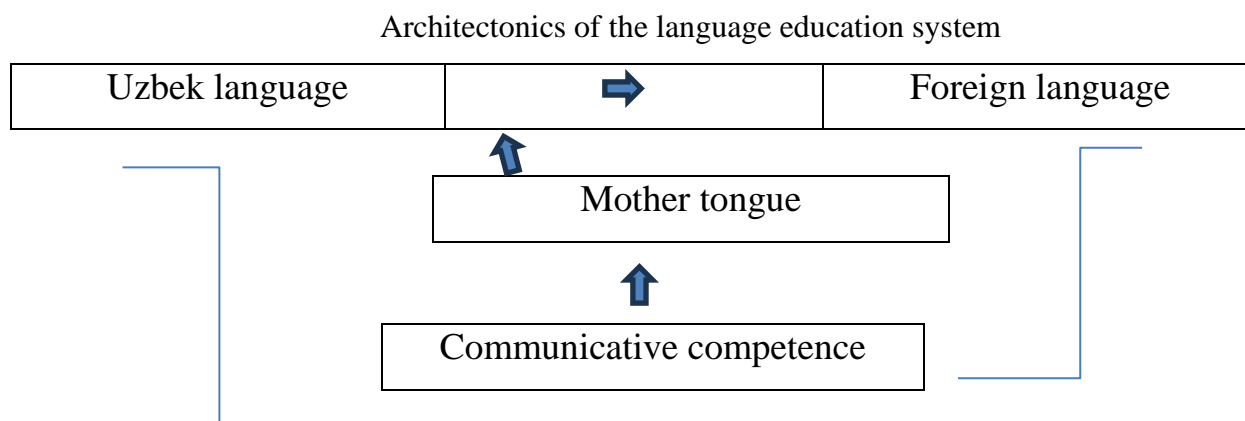 Architectonics of the language education system
Uzbek language
Foreign language
Mother tongue
Communicative competence